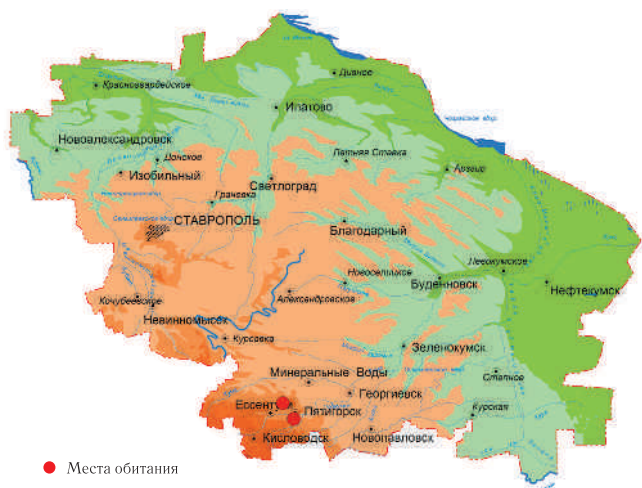 Дивное
Красногвардейское
Ипатово
Новоалександровск
Донское
Летняя Ставка
Арзгир
Изобильный
Светлоград
Грачевка
СТАВРОПОЛЬ
Благодарный
Левокумское
Новоселицкое
Буденновск
Нефтекумск
Кочубеевское
Александровское
Невинномысск
Курсавка
Зеленокумск
Минеральные Воды
Степное
Георгиевск
Ессентуки
Пятигорск
Курская
Кисловодск
Новопавловск
Места обитания